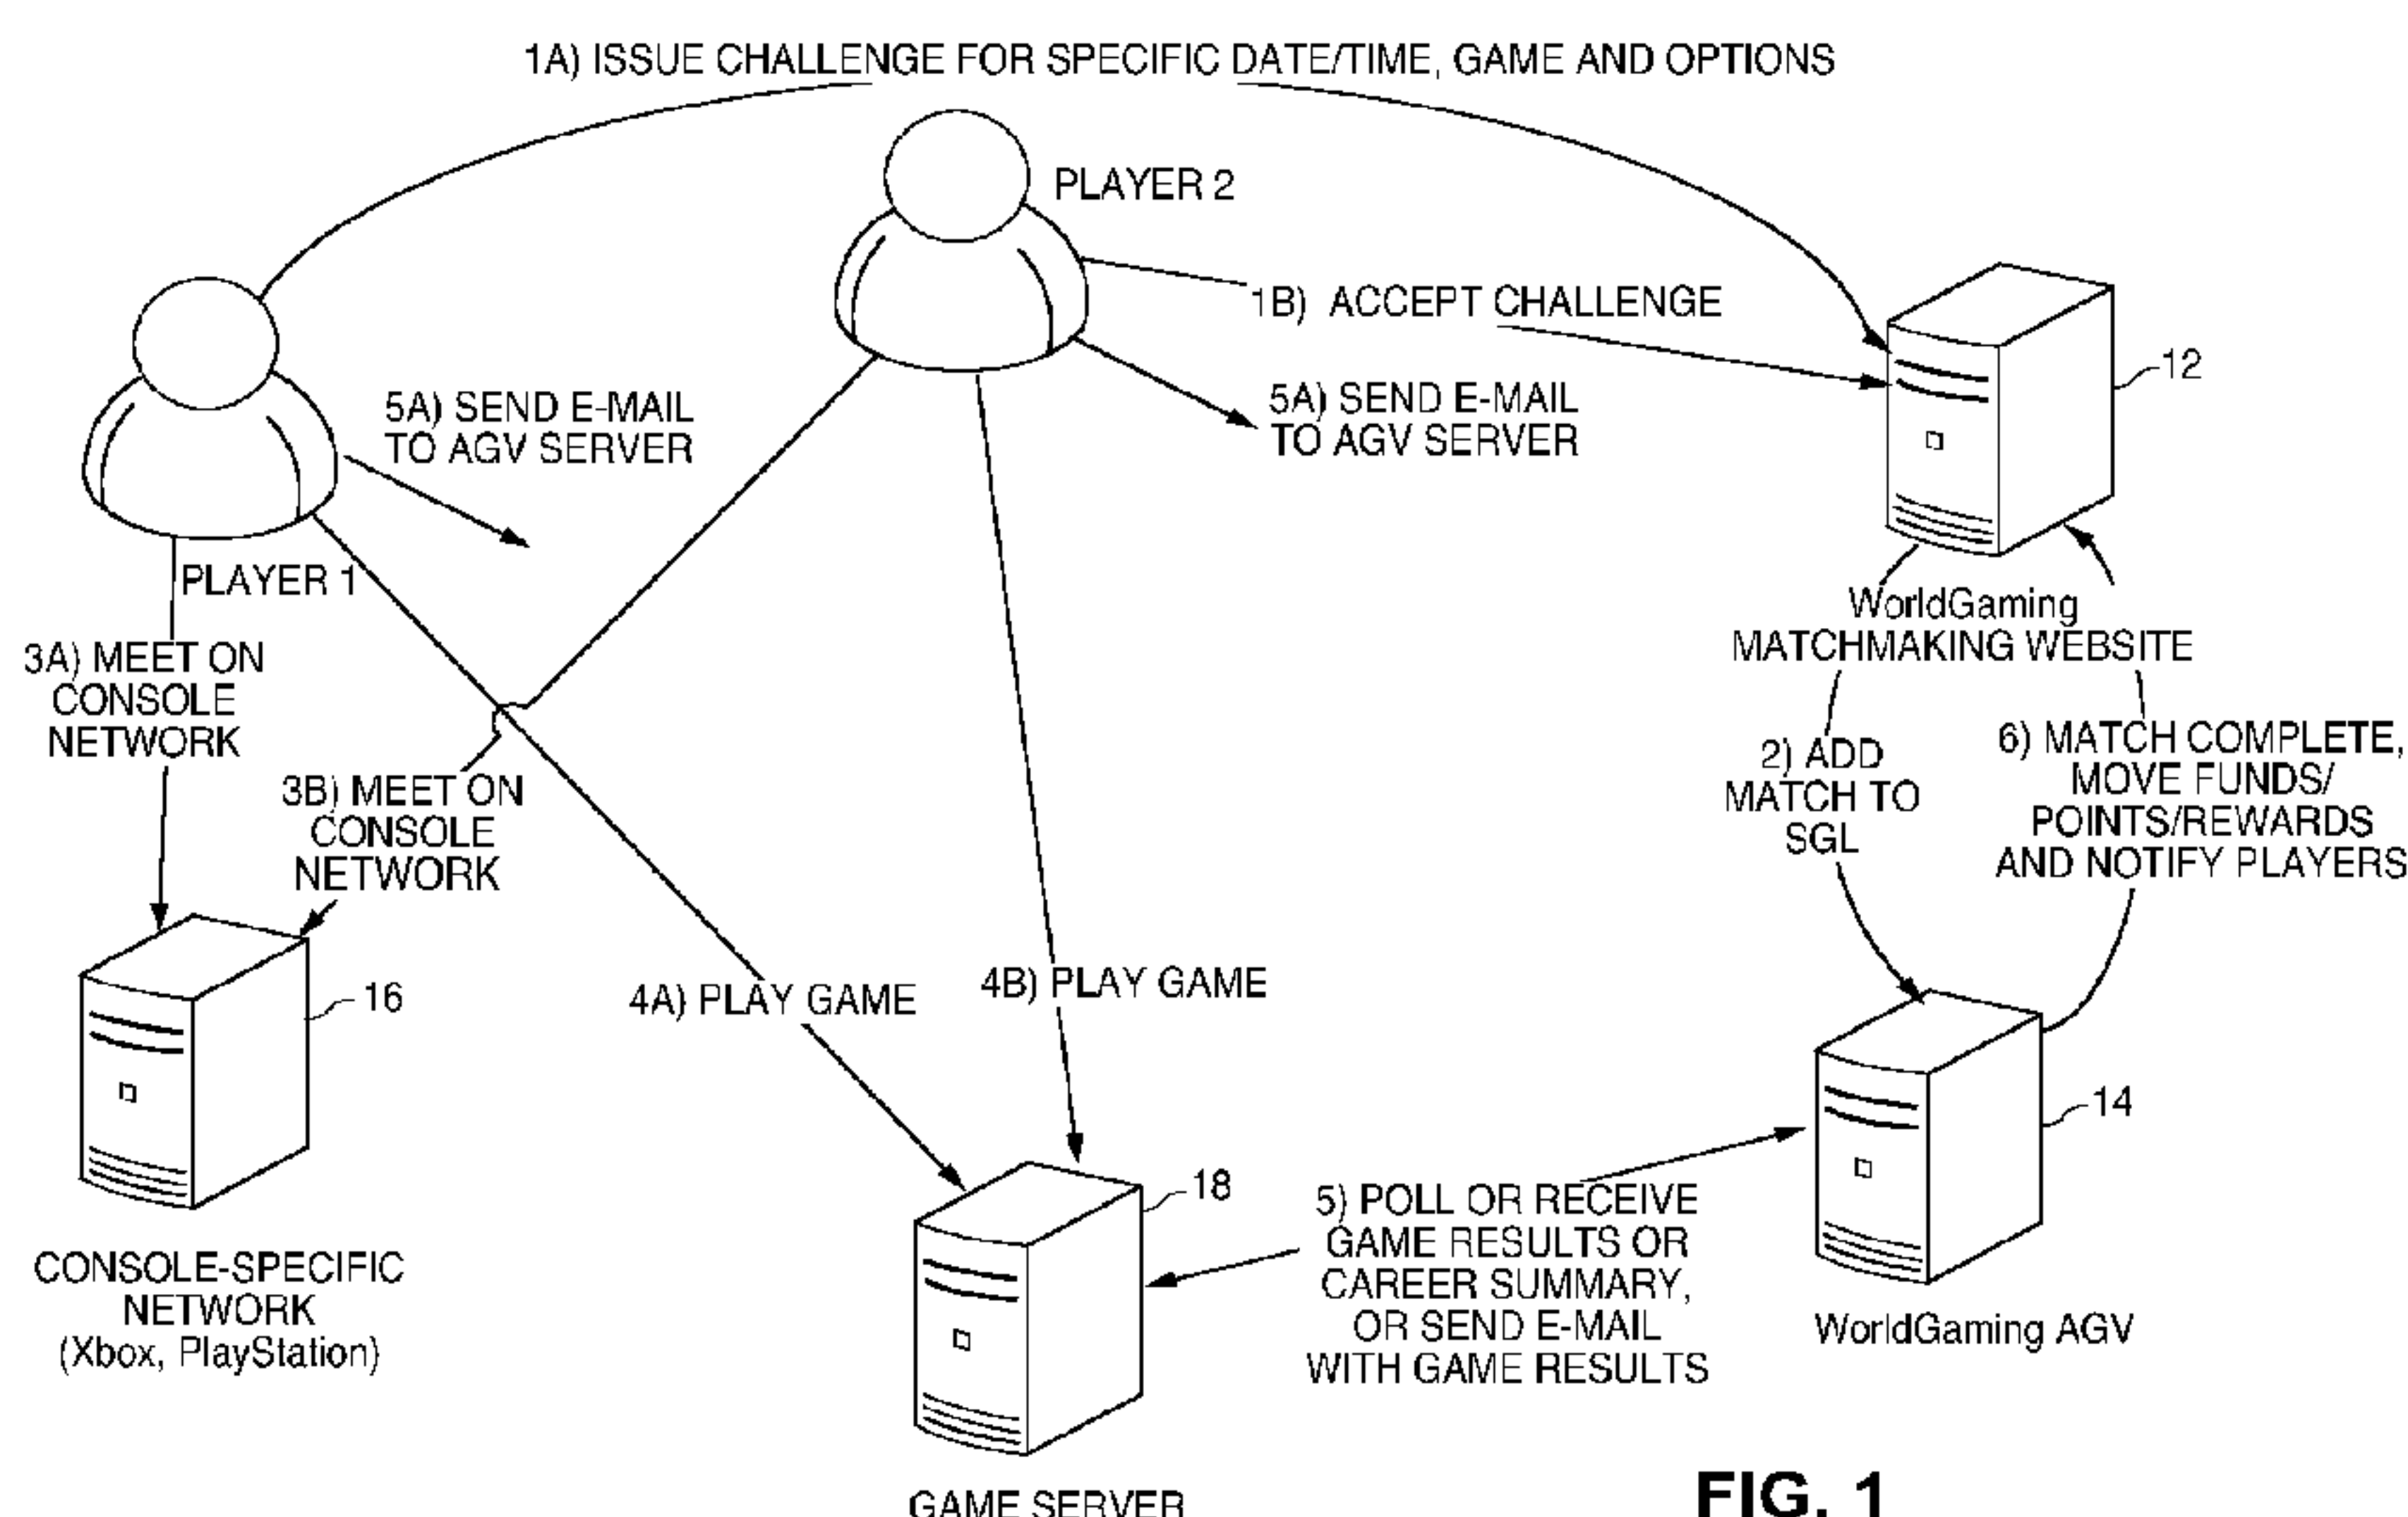 1A) ISSUE CHALLENGE FOR SPECIFIC DATE/TIME, GAME AND OPTIONS
PLAYER 2
1B) ACCEPT CHALLENGE
12
5A) SEND E-MAIL
TO AGV SERVER
5A) SEND E-MAIL
TO AGV SERVER
PLAYER 1
WorldGaming
MATCHMAKING WEBSITE
3A) MEET ON
CONSOLE
NETWORK
2) ADD
MATCH TO
SGL
6) MATCH COMPLETE,
MOVE FUNDS/
POINTS/REWARDS
AND NOTIFY PLAYERS
3B) MEET ON
CONSOLE
NETWORK
16
4A) PLAY GAME
4B) PLAY GAME
14
18
5) POLL OR RECEIVE
GAME RESULTS OR
CAREER SUMMARY,
OR SEND E-MAIL
WITH GAME RESULTS
CONSOLE-SPECIFIC
NETWORK
(Xbox, PlayStation)
WorldGaming AGV
GAME SERVER
FIG. 1